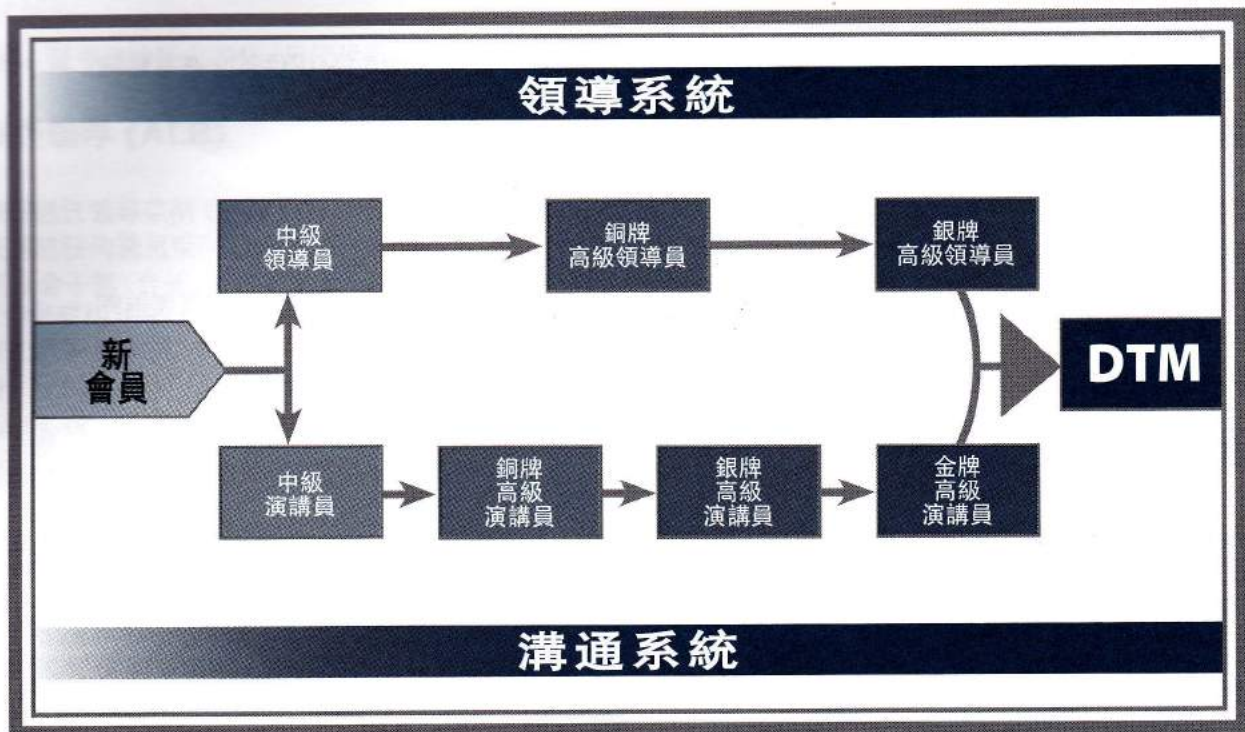 領導系統
中級
領導員
銅牌
高級領導員
銀牌
高級領導員
新
會員
DTM
中級
演講員
銅牌
高級
演講員
銀牌
高級
演講員
金牌
高級
演講員
溝通系統